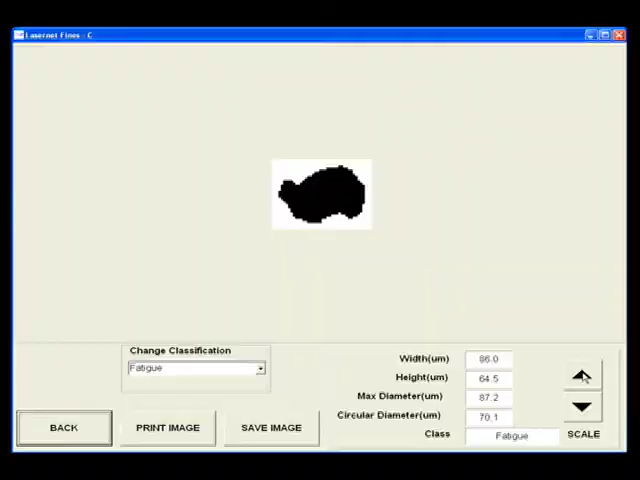 Lasernet Fines - C
Change Classification
Fatigue
BACK
PRINT IMAGE
SAVE IMAGE
Width(um) 86.0
Height(um) 64.5
Max Diameter(um) 87.2
Circular Diameter(um) 70.1
Class Fatigue
SCALE